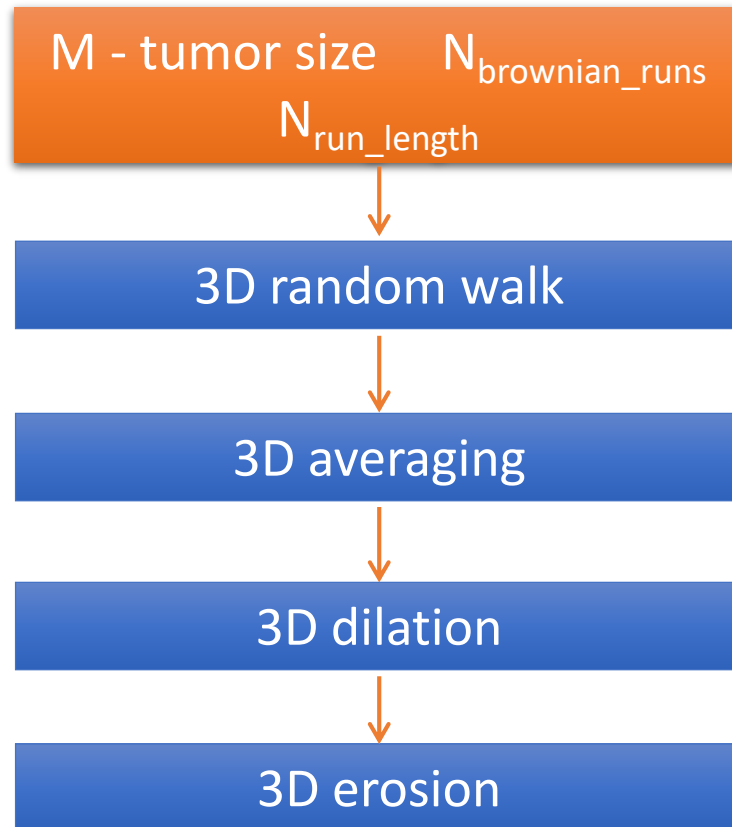 M - tumor size N_brownian_runs
N_run_length
3D random walk
3D averaging
3D dilation
3D erosion